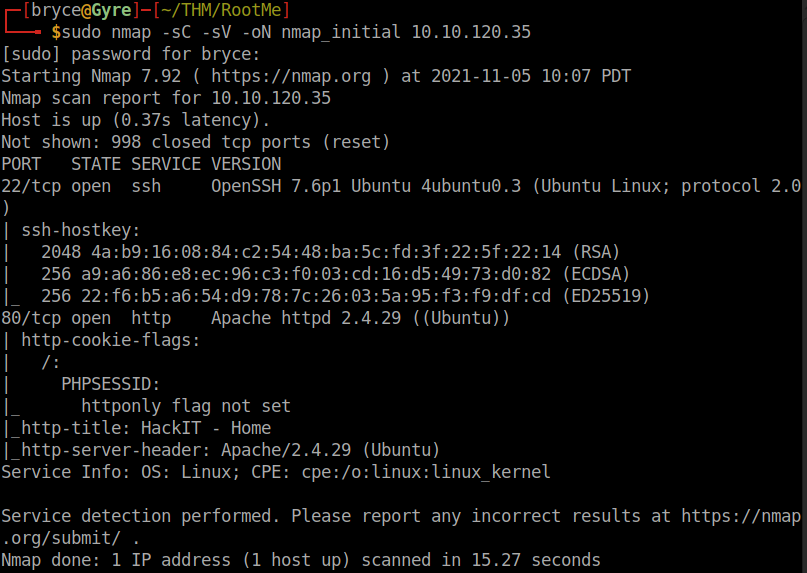 ┌─[bryce@Gyre]─[~/THM/RootMe]
└──╼ $sudo nmap -sC -sV -oN nmap_initial 10.10.120.35
[sudo] password for bryce:
Starting Nmap 7.92 ( https://nmap.org ) at 2021-11-05 10:07 PDT
Nmap scan report for 10.10.120.35
Host is up (0.37s latency).
Not shown: 998 closed tcp ports (reset)
PORT   STATE SERVICE VERSION
22/tcp open  ssh     OpenSSH 7.6p1 Ubuntu 4ubuntu0.3 (Ubuntu Linux; protocol 2.0
)
| ssh-hostkey:
|   2048 4a:b9:16:08:84:c2:54:48:ba:5c:fd:3f:22:5f:22:14 (RSA)
|   256 a9:a6:86:e8:ec:96:c3:f0:03:cd:16:d5:49:73:d0:82 (ECDSA)
|_  256 22:f6:b5:a6:54:d9:78:7c:26:03:5a:95:f3:f9:df:cd (ED25519)
80/tcp open  http    Apache httpd 2.4.29 ((Ubuntu))
| http-cookie-flags:
|   /:
|     PHPSESSID:
|_      httponly flag not set
|_http-title: HackIT - Home
|_http-server-header: Apache/2.4.29 (Ubuntu)
Service Info: OS: Linux; CPE: cpe:/o:linux:linux_kernel

Service detection performed. Please report any incorrect results at https://nmap
.org/submit/ .
Nmap done: 1 IP address (1 host up) scanned in 15.27 seconds